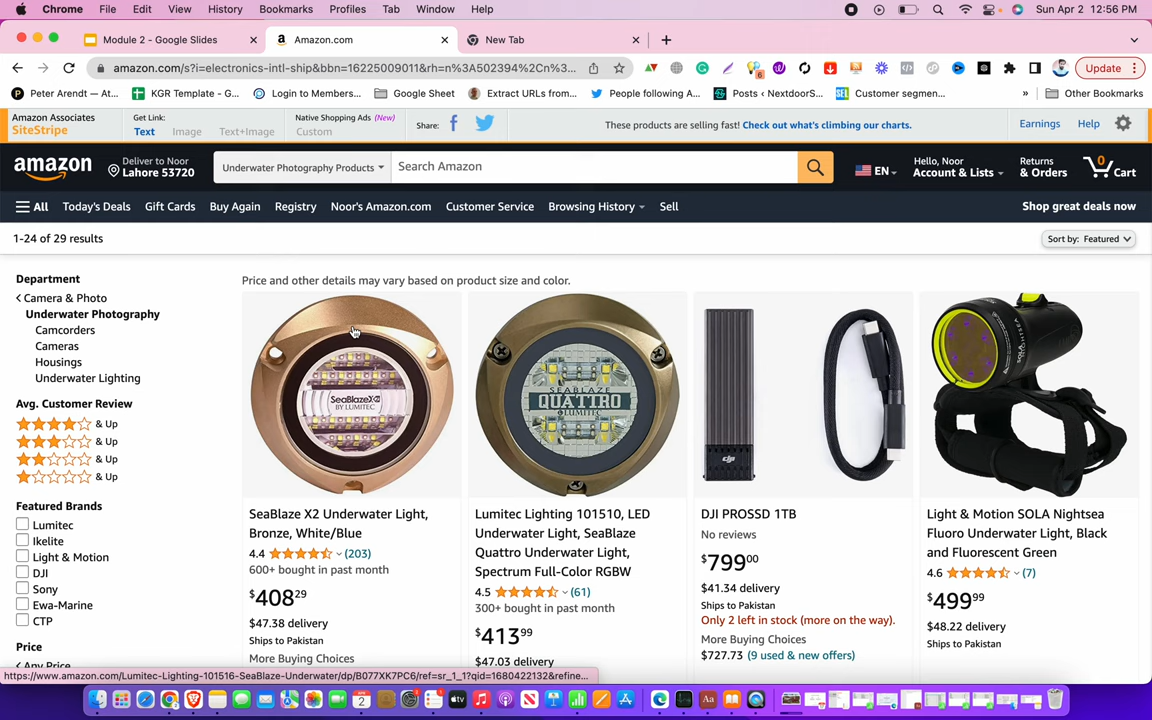 Chrome File Edit View History Bookmarks Profiles Tab Window Help Sun Apr 2 12:56 PM
Module 2 - Google Slides Amazon.com New Tab
amazon.com/s?i=electronics-intl-ship&bbn=16225009011&rh=n%3A502394%2Cn%3... 6 Update
Peter Arendt — At... KGR Template - G... Login to Members... Google Sheet Extract URLs from... People following A... Posts × NextdoorS... Customer segmen... » Other Bookmarks
Amazon Associates
SiteStripe
Get Link:
Text Image Text+Image
Native Shopping Ads (New)
Custom
Share:
These products are selling fast! Check out what's climbing our charts.
Earnings Help
amazon
Deliver to Noor
Lahore 53720
Underwater Photography Products
Search Amazon
EN
Hello, Noor
Account & Lists
Returns
& Orders
0
Cart
All Today's Deals Gift Cards Buy Again Registry Noor's Amazon.com Customer Service Browsing History Sell Shop great deals now
1-24 of 29 results
Sort by: Featured
Department
Camera & Photo
Underwater Photography
Camcorders
Cameras
Housings
Underwater Lighting
Avg. Customer Review
& Up
& Up
& Up
& Up
Featured Brands
Lumitec
Ikelite
Light & Motion
DJI
Sony
Ewa-Marine
CTP
Price
Any Price
Price and other details may vary based on product size and color.
SeaBlazeX2
BY LUMITEC
SeaBlaze X2 Underwater Light,
Bronze, White/Blue
4.4 (203)
600+ bought in past month
$40829
$47.38 delivery
Ships to Pakistan
More Buying Choices
SEABLAZE
QUATTRO
LUMITEC
Lumitec Lighting 101510, LED
Underwater Light, SeaBlaze
Quattro Underwater Light,
Spectrum Full-Color RGBW
4.5 (61)
300+ bought in past month
$41399
$47.03 delivery
dji
DJI PROSSD 1TB
No reviews
$79900
$41.34 delivery
Ships to Pakistan
Only 2 left in stock (more on the way).
More Buying Choices
$727.73 (9 used & new offers)
Light & Motion SOLA Nightsea
Fluoro Underwater Light, Black
and Fluorescent Green
4.6 (7)
$49999
$48.22 delivery
Ships to Pakistan
https://www.amazon.com/Lumitec-Lighting-101516-SeaBlaze-Underwater/dp/B077XK7PC6/ref=sr_1_1?qid=1680422132&refine...